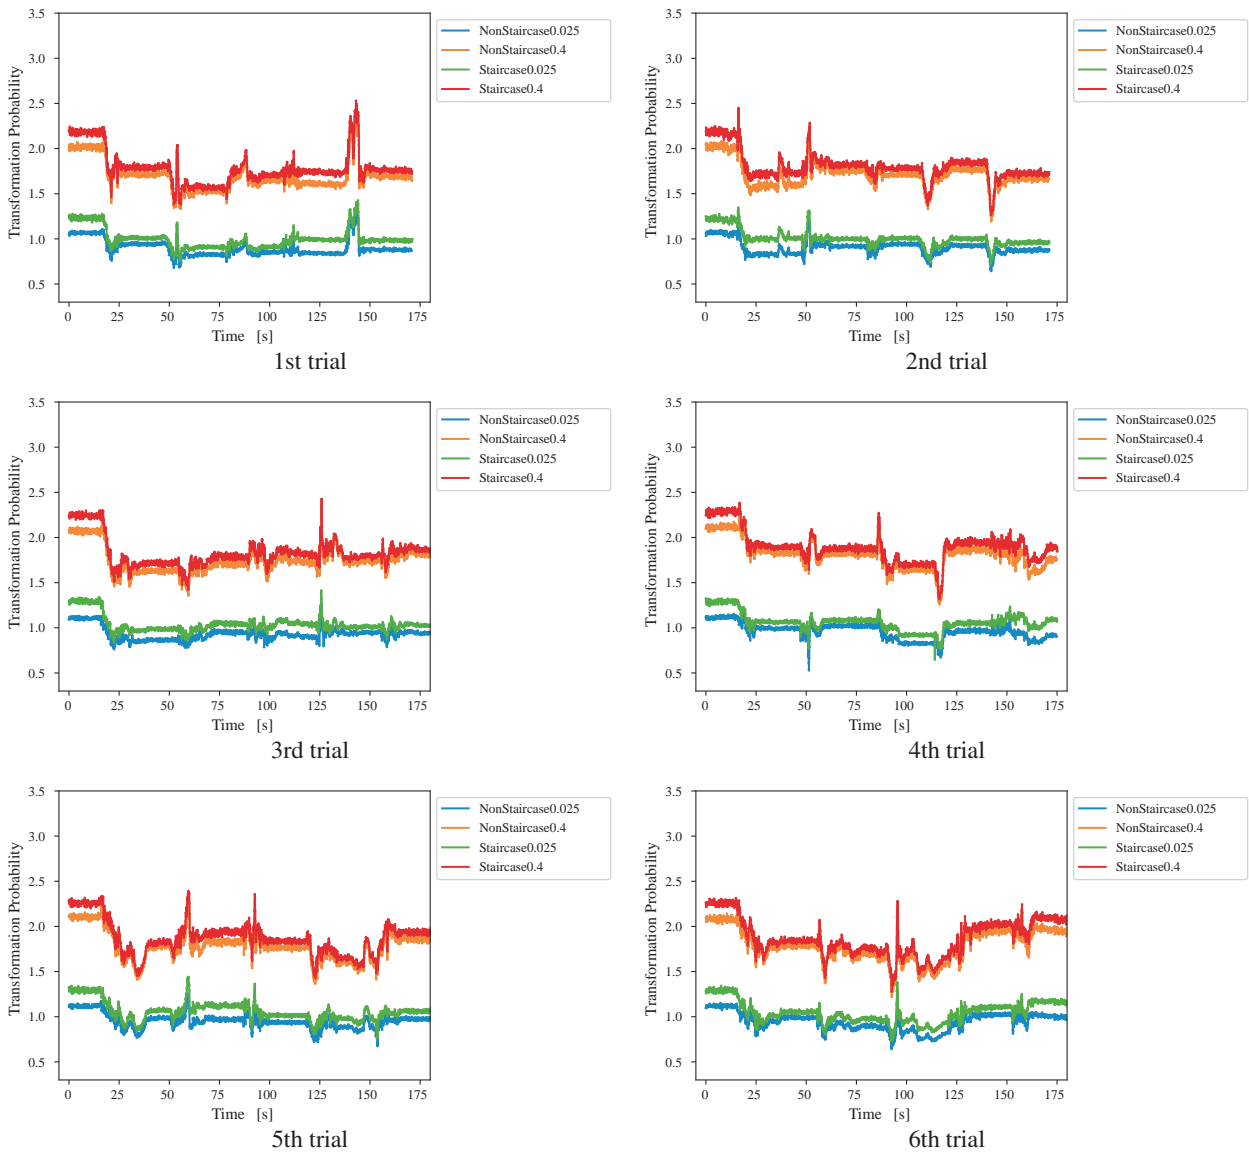 3.5
3.0
2.5
2.0
1.5
1.0
0.5
Transformation Probability
0 25 50 75 100 125 150 175
Time [s]
NonStaircase0.025
NonStaircase0.4
Staircase0.025
Staircase0.4
1st trial
3.5
3.0
2.5
2.0
1.5
1.0
0.5
Transformation Probability
0 25 50 75 100 125 150 175
Time [s]
NonStaircase0.025
NonStaircase0.4
Staircase0.025
Staircase0.4
2nd trial
3.5
3.0
2.5
2.0
1.5
1.0
0.5
Transformation Probability
0 25 50 75 100 125 150 175
Time [s]
NonStaircase0.025
NonStaircase0.4
Staircase0.025
Staircase0.4
3rd trial
3.5
3.0
2.5
2.0
1.5
1.0
0.5
Transformation Probability
0 25 50 75 100 125 150 175
Time [s]
NonStaircase0.025
NonStaircase0.4
Staircase0.025
Staircase0.4
4th trial
3.5
3.0
2.5
2.0
1.5
1.0
0.5
Transformation Probability
0 25 50 75 100 125 150 175
Time [s]
NonStaircase0.025
NonStaircase0.4
Staircase0.025
Staircase0.4
5th trial
3.5
3.0
2.5
2.0
1.5
1.0
0.5
Transformation Probability
0 25 50 75 100 125 150 175
Time [s]
NonStaircase0.025
NonStaircase0.4
Staircase0.025
Staircase0.4
6th trial